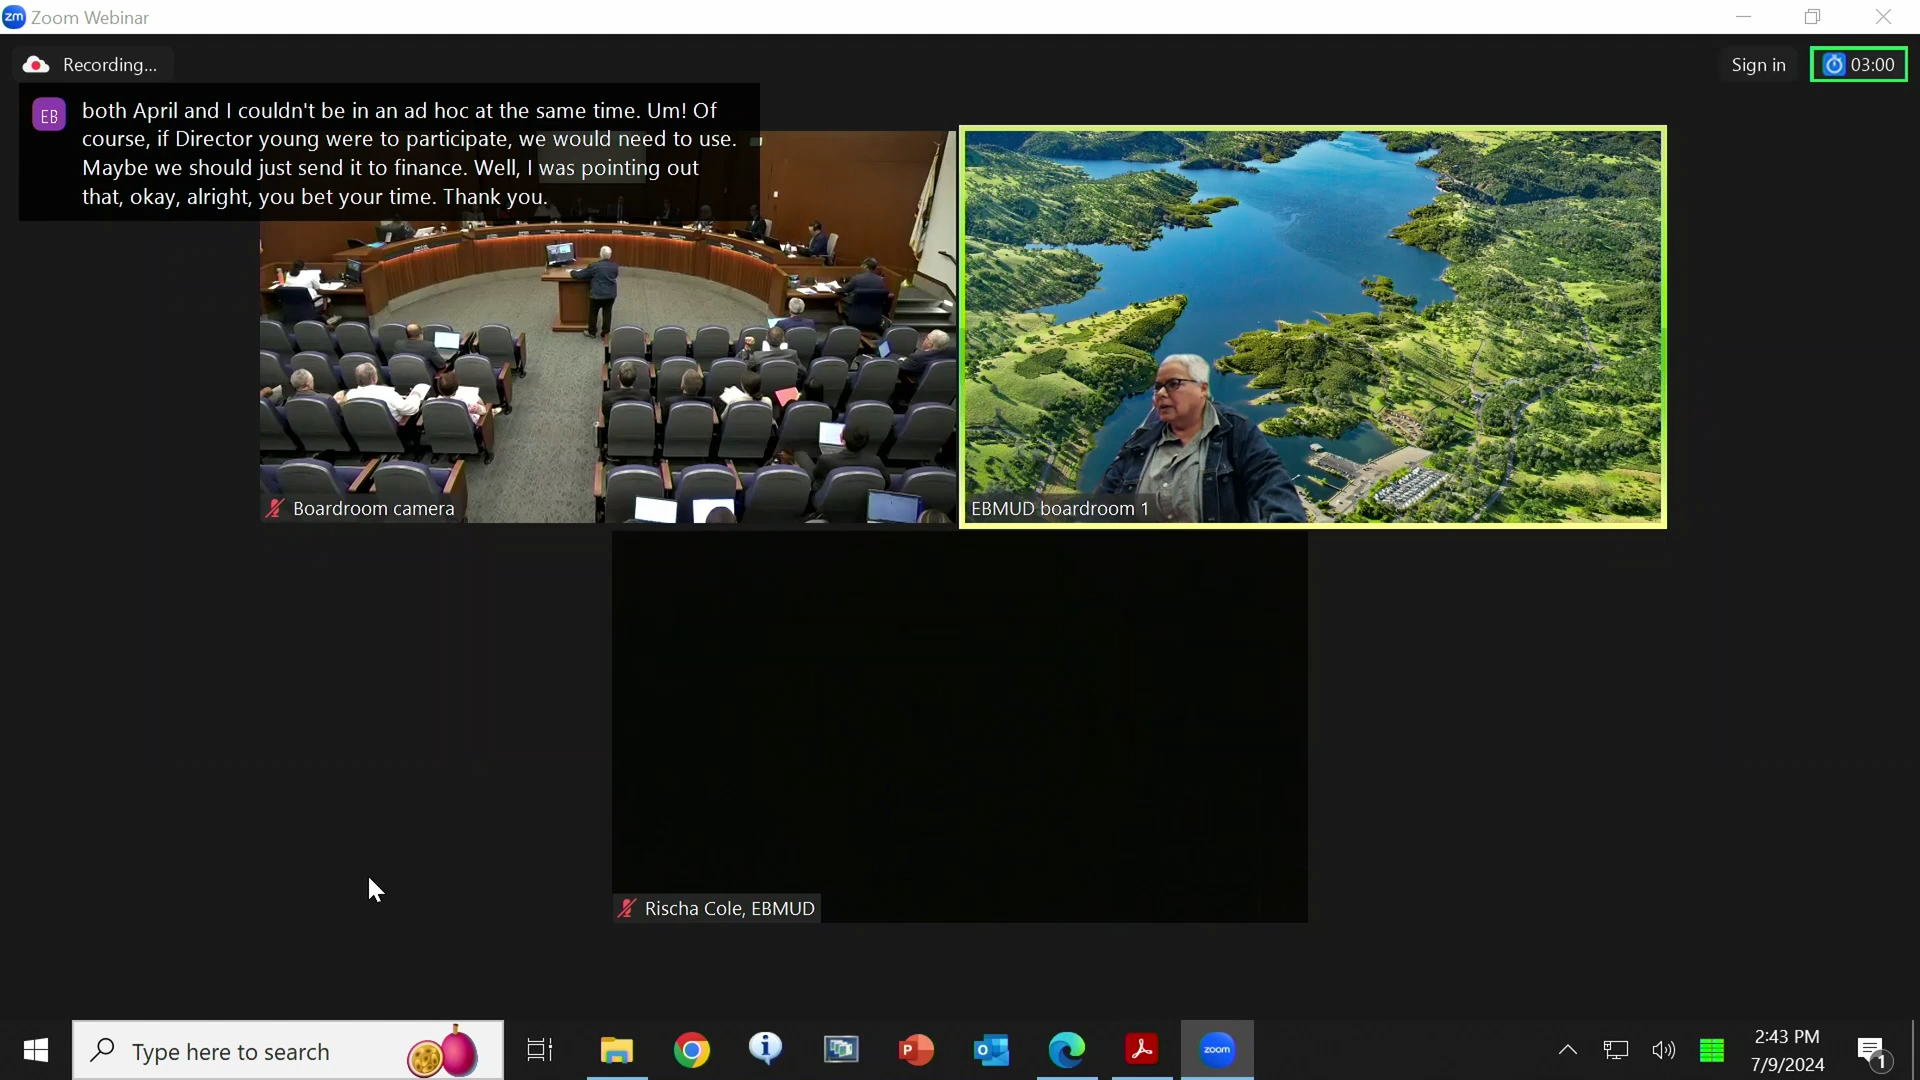 zm Zoom Webinar
Recording...
Sign in
03:00
EB
both April and I couldn't be in an ad hoc at the same time. Um! Of
course, if Director young were to participate, we would need to use.
Maybe we should just send it to finance. Well, I was pointing out
that, okay, alright, you bet your time. Thank you.
Boardroom camera
EBMUD boardroom 1
Rischa Cole, EBMUD
Type here to search
zoom
2:43 PM
7/9/2024
1